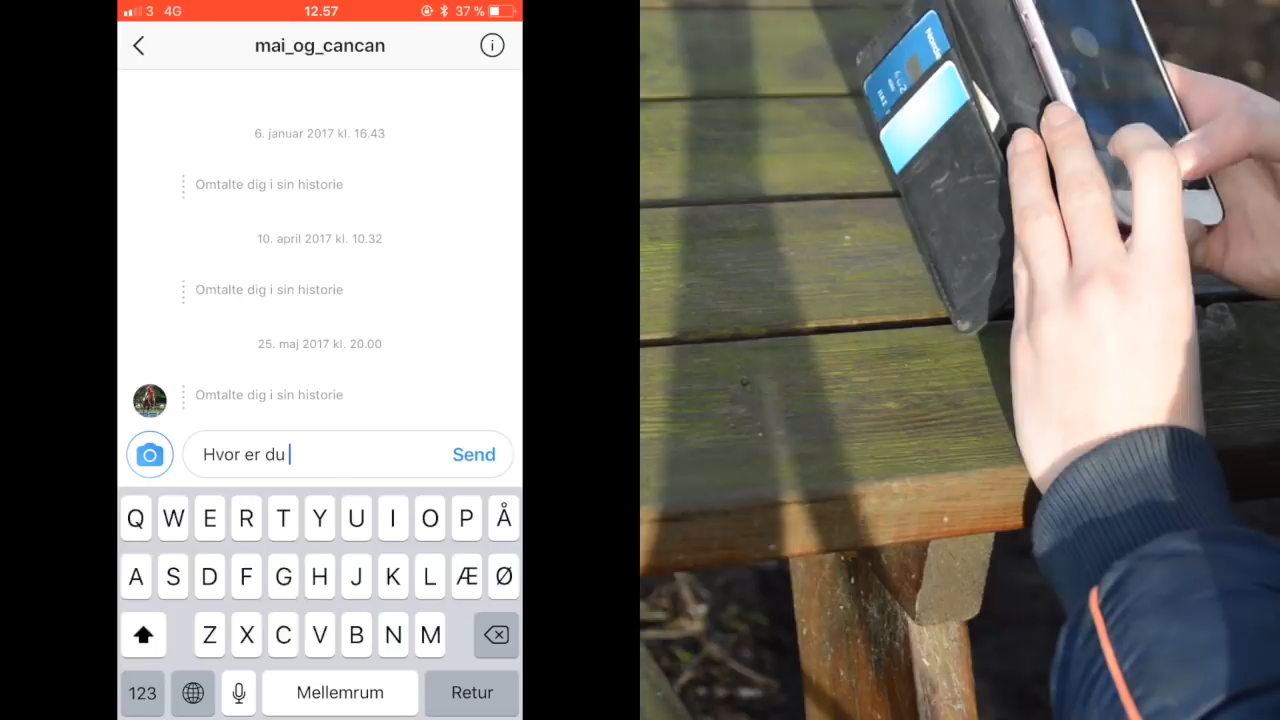 3 4G 12.57 37 %
mai_og_cancan
6. januar 2017 kl. 16.43
Omtalte dig i sin historie
10. april 2017 kl. 10.32
Omtalte dig i sin historie
25. maj 2017 kl. 20.00
Omtalte dig i sin historie
Hvor er du
Send
Q W E R T Y U I O P Å
A S D F G H J K L Æ Ø
Z X C V B N M
123 Mellemrum Retur